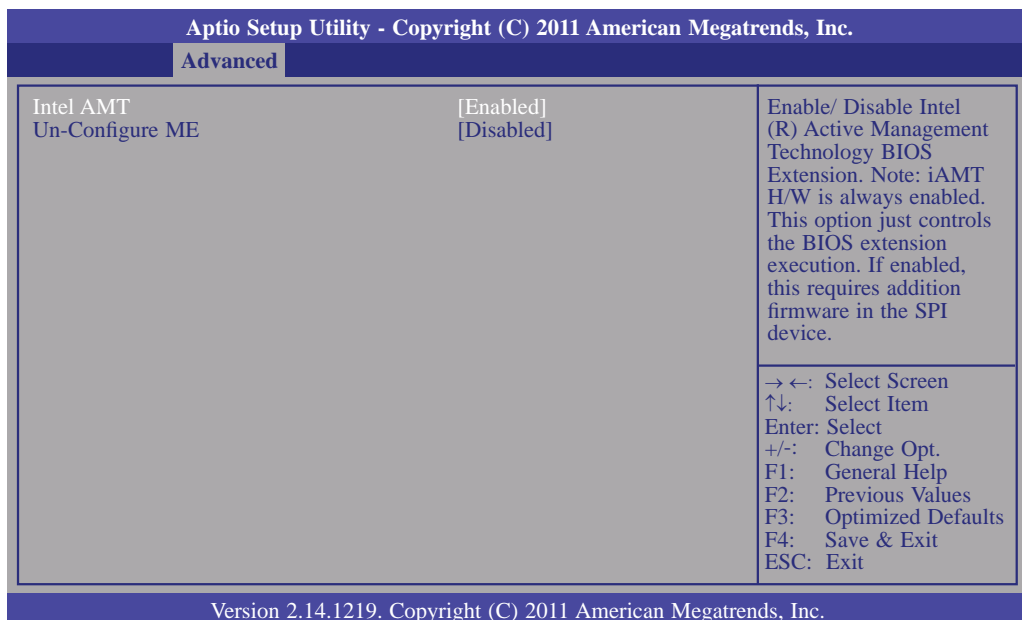 Aptio Setup Utility - Copyright (C) 2011 American Megatrends, Inc.
Advanced
Intel AMT [Enabled]
Un-Configure ME [Disabled]
Enable/ Disable Intel
(R) Active Management
Technology BIOS
Extension. Note: iAMT
H/W is always enabled.
This option just controls
the BIOS extension
execution. If enabled,
this requires addition
firmware in the SPI
device.
→ ←: Select Screen
↑↓: Select Item
Enter: Select
+/-: Change Opt.
F1: General Help
F2: Previous Values
F3: Optimized Defaults
F4: Save & Exit
ESC: Exit
Version 2.14.1219. Copyright (C) 2011 American Megatrends, Inc.